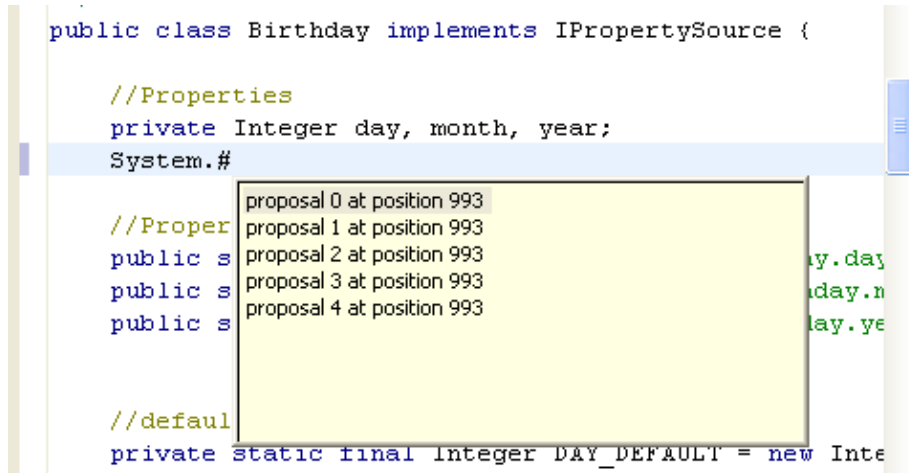 public class Birthday implements IPropertySource {
//Properties
private Integer day, month, year;
System.#
proposal 0 at position 993
proposal 1 at position 993
proposal 2 at position 993
proposal 3 at position 993
proposal 4 at position 993
//Proper
public s y.day
public s day.m
public s ay.ye
//defaul
private static final Integer DAY_DEFAULT = new Inte